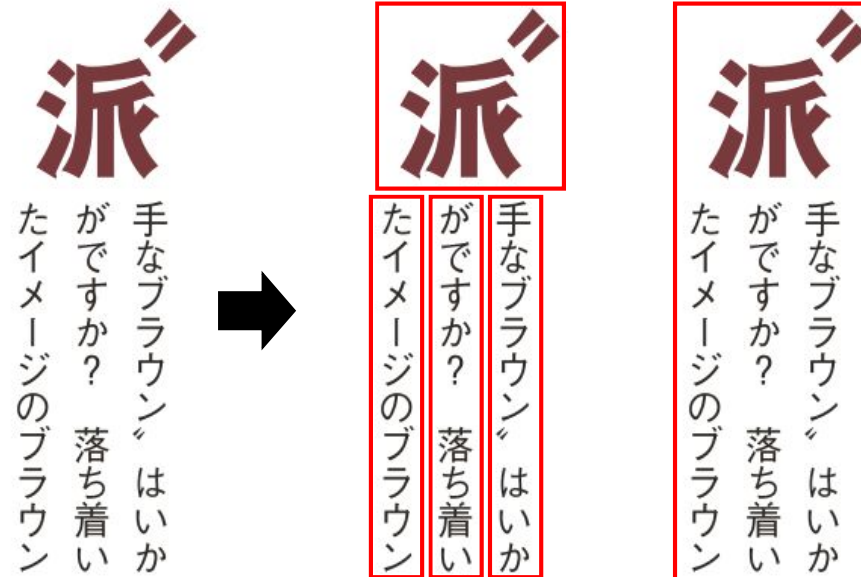 〝派
手なブラウン〟はいか
がですか？　落ち着い
たイメージのブラウン
〝派
手なブラウン〟はいか
がですか？　落ち着い
たイメージのブラウン
〝派
手なブラウン〟はいか
がですか？　落ち着い
たイメージのブラウン